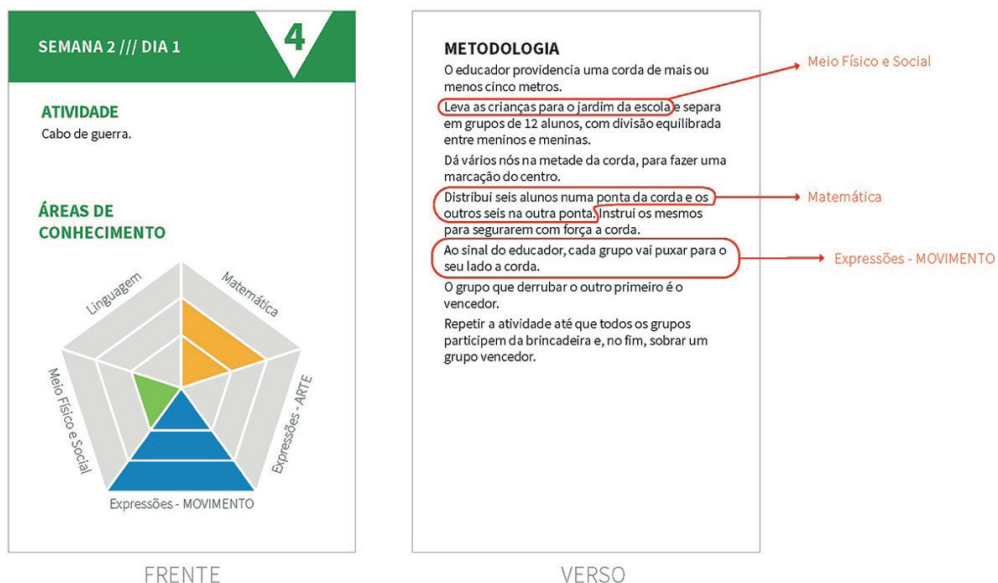 SEMANA 2 /// DIA 1
4
ATIVIDADE
Cabo de guerra.
ÁREAS DE
CONHECIMENTO
Linguagem
Matemática
Meio Físico e Social
Expressões - ARTE
Expressões - MOVIMENTO
FRENTE
METODOLOGIA
O educador providencia uma corda de mais ou
menos cinco metros.
Leva as crianças para o jardim da escola e separa
em grupos de 12 alunos, com divisão equilibrada
entre meninos e meninas.
Dá vários nós na metade da corda, para fazer uma
marcação do centro.
Distribui seis alunos numa ponta da corda e os
outros seis na outra ponta. Instrui os mesmos
para segurarem com força a corda.
Ao sinal do educador, cada grupo vai puxar para o
seu lado a corda.
O grupo que derrubar o outro primeiro é o
vencedor.
Repetir a atividade até que todos os grupos
participem da brincadeira e, no fim, sobrar um
grupo vencedor.
VERSO
Meio Físico e Social
Matemática
Expressões - MOVIMENTO